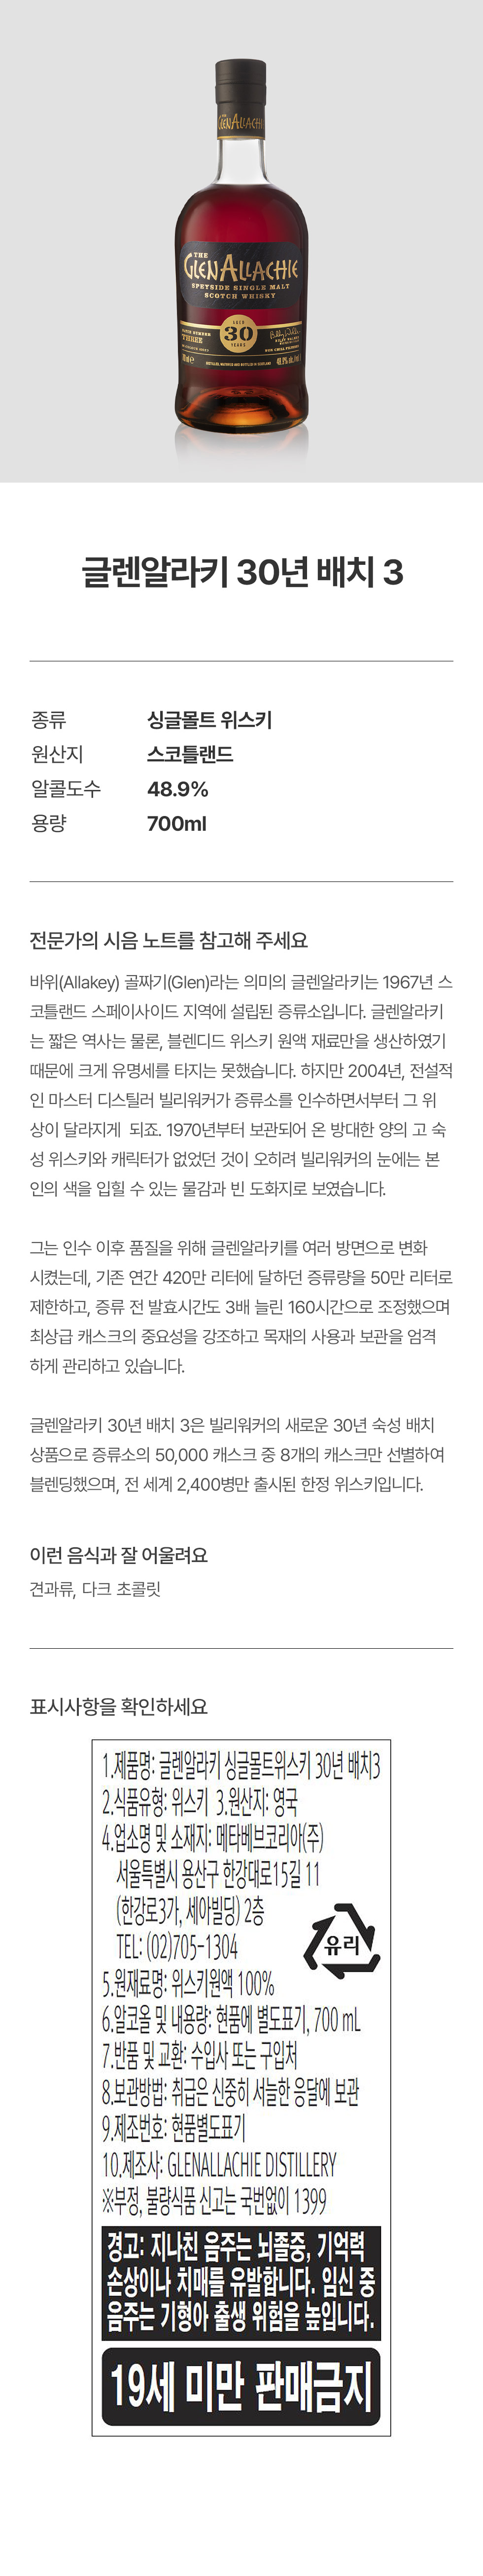 GLENALLACHIE
THE
GLENALLACHIE
SPEYSIDE SINGLE MALT
SCOTCH WHISKY
AGED
30
YEARS
BATCH NUMBER
THREE
글렌알라키 30년 배치 3
종류 싱글몰트 위스키
원산지 스코틀랜드
알콜도수 48.9%
용량 700ml
전문가의 시음 노트를 참고해 주세요
바위(Allakey) 골짜기(Glen)라는 의미의 글렌알라키는 1967년 스
코틀랜드 스페이사이드 지역에 설립된 증류소입니다. 글렌알라키
는 짧은 역사는 물론, 블렌디드 위스키 원액 재료만을 생산하였기
때문에 크게 유명세를 타지는 못했습니다. 하지만 2004년, 전설적
인 마스터 디스틸러 빌리워커가 증류소를 인수하면서부터 그 위
상이 달라지게  되죠. 1970년부터 보관되어 온 방대한 양의 고 숙
성 위스키와 캐릭터가 없었던 것이 오히려 빌리워커의 눈에는 본
인의 색을 입힐 수 있는 물감과 빈 도화지로 보였습니다.
그는 인수 이후 품질을 위해 글렌알라키를 여러 방면으로 변화
시켰는데, 기존 연간 420만 리터에 달하던 증류량을 50만 리터로
제한하고, 증류 전 발효시간도 3배 늘린 160시간으로 조정했으며
최상급 캐스크의 중요성을 강조하고 목재의 사용과 보관을 엄격
하게 관리하고 있습니다.
글렌알라키 30년 배치 3은 빌리워커의 새로운 30년 숙성 배치
상품으로 증류소의 50,000 캐스크 중 8개의 캐스크만 선별하여
블렌딩했으며, 전 세계 2,400병만 출시된 한정 위스키입니다.
이런 음식과 잘 어울려요
견과류, 다크 초콜릿
표시사항을 확인하세요
1.제품명: 글렌알라키 싱글몰트위스키 30년 배치3
2.식품유형: 위스키 3.원산지: 영국
4.업소명 및 소재지: 메타베브코리아(주)
서울특별시 용산구 한강대로15길 11
(한강로3가, 세아빌딩) 2층
TEL: (02)705-1304
유리
5.원재료명: 위스키원액 100%
6.알코올 및 내용량: 현품에 별도표기, 700 mL
7.반품 및 교환: 수입사 또는 구입처
8.보관방법: 취급은 신중히 서늘한 응달에 보관
9.제조번호: 현품별도표기
10.제조사: GLENALLACHIE DISTILLERY
※부정, 불량식품 신고는 국번없이 1399
경고: 지나친 음주는 뇌졸중, 기억력
손상이나 치매를 유발합니다. 임신 중
음주는 기형아 출생 위험을 높입니다.
19세 미만 판매금지